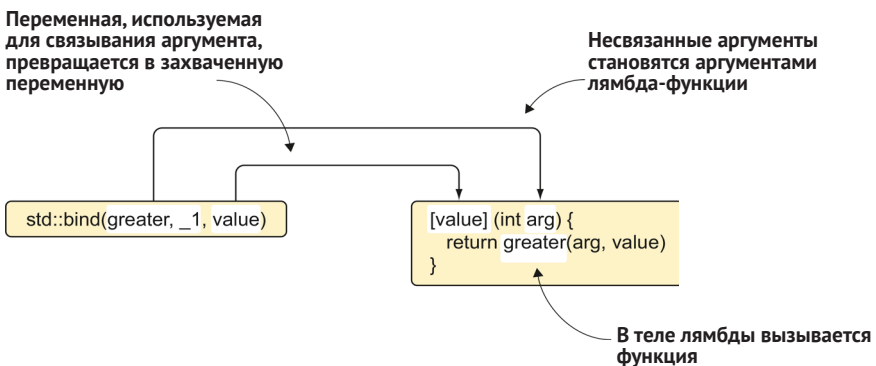 Переменная, используемая
для связывания аргумента,
превращается в захваченную
переменную
Несвязанные аргументы
становятся аргументами
лямбда-функции
std::bind(greater, _1, value)
[value] (int arg) {
return greater(arg, value)
}
В теле лямбды вызывается
функция